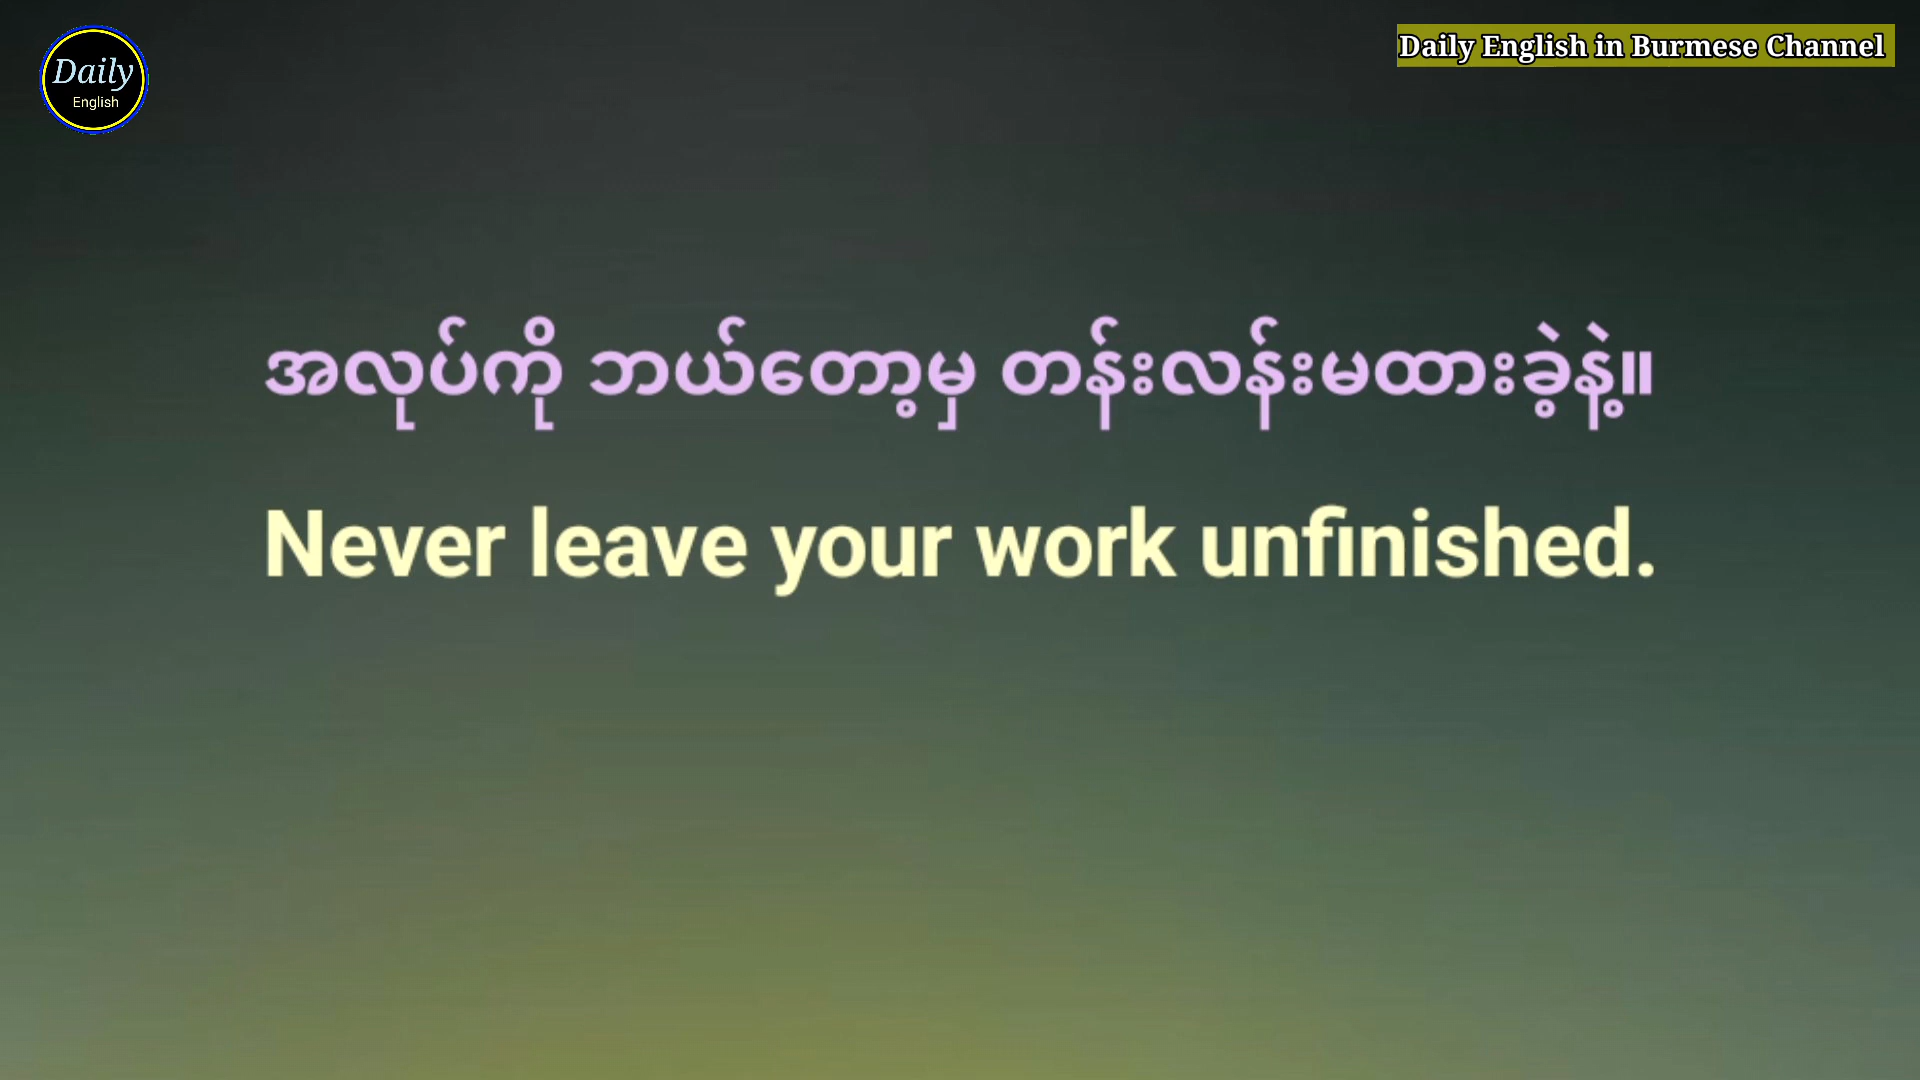 Daily
English
Daily English in Burmese Channel
အလုပ်ကို ဘယ်တော့မှ တန်းလန်းမထားခဲ့နဲ့။
Never leave your work unfinished.